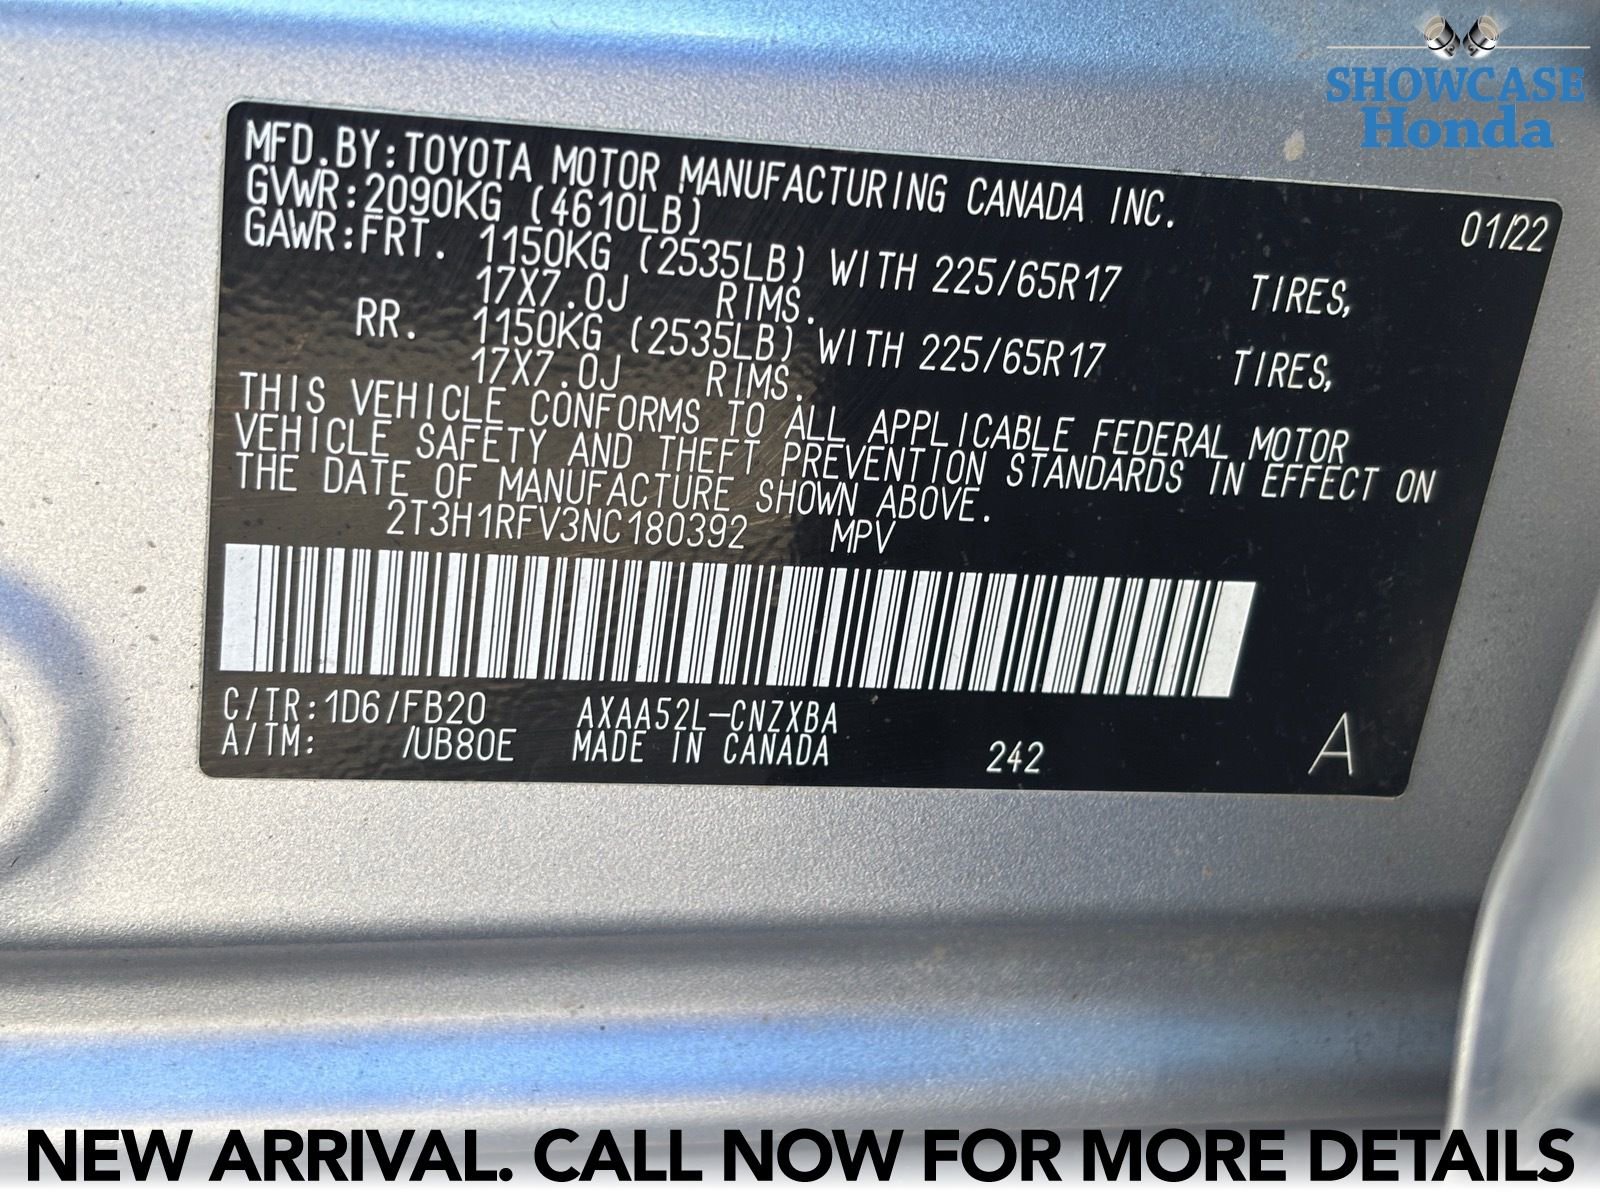 SHOWCASE
Honda
MFD.BY:TOYOTA MOTOR MANUFACTURING CANADA INC. 01/22
GVWR:2090KG (4610LB)
GAWR:FRT. 1150KG (2535LB) WITH 225/65R17 TIRES,
17X7.0J RIMS.
RR. 1150KG (2535LB) WITH 225/65R17 TIRES,
17X7.0J RIMS.
THIS VEHICLE CONFORMS TO ALL APPLICABLE FEDERAL MOTOR
VEHICLE SAFETY AND THEFT PREVENTION STANDARDS IN EFFECT ON
THE DATE OF MANUFACTURE SHOWN ABOVE.
2T3H1RFV3NC180392 MPV
C/TR:1D6/FB20 AXAA52L-CNZXBA
A/TM: /UB80E MADE IN CANADA 242 A
NEW ARRIVAL. CALL NOW FOR MORE DETAILS